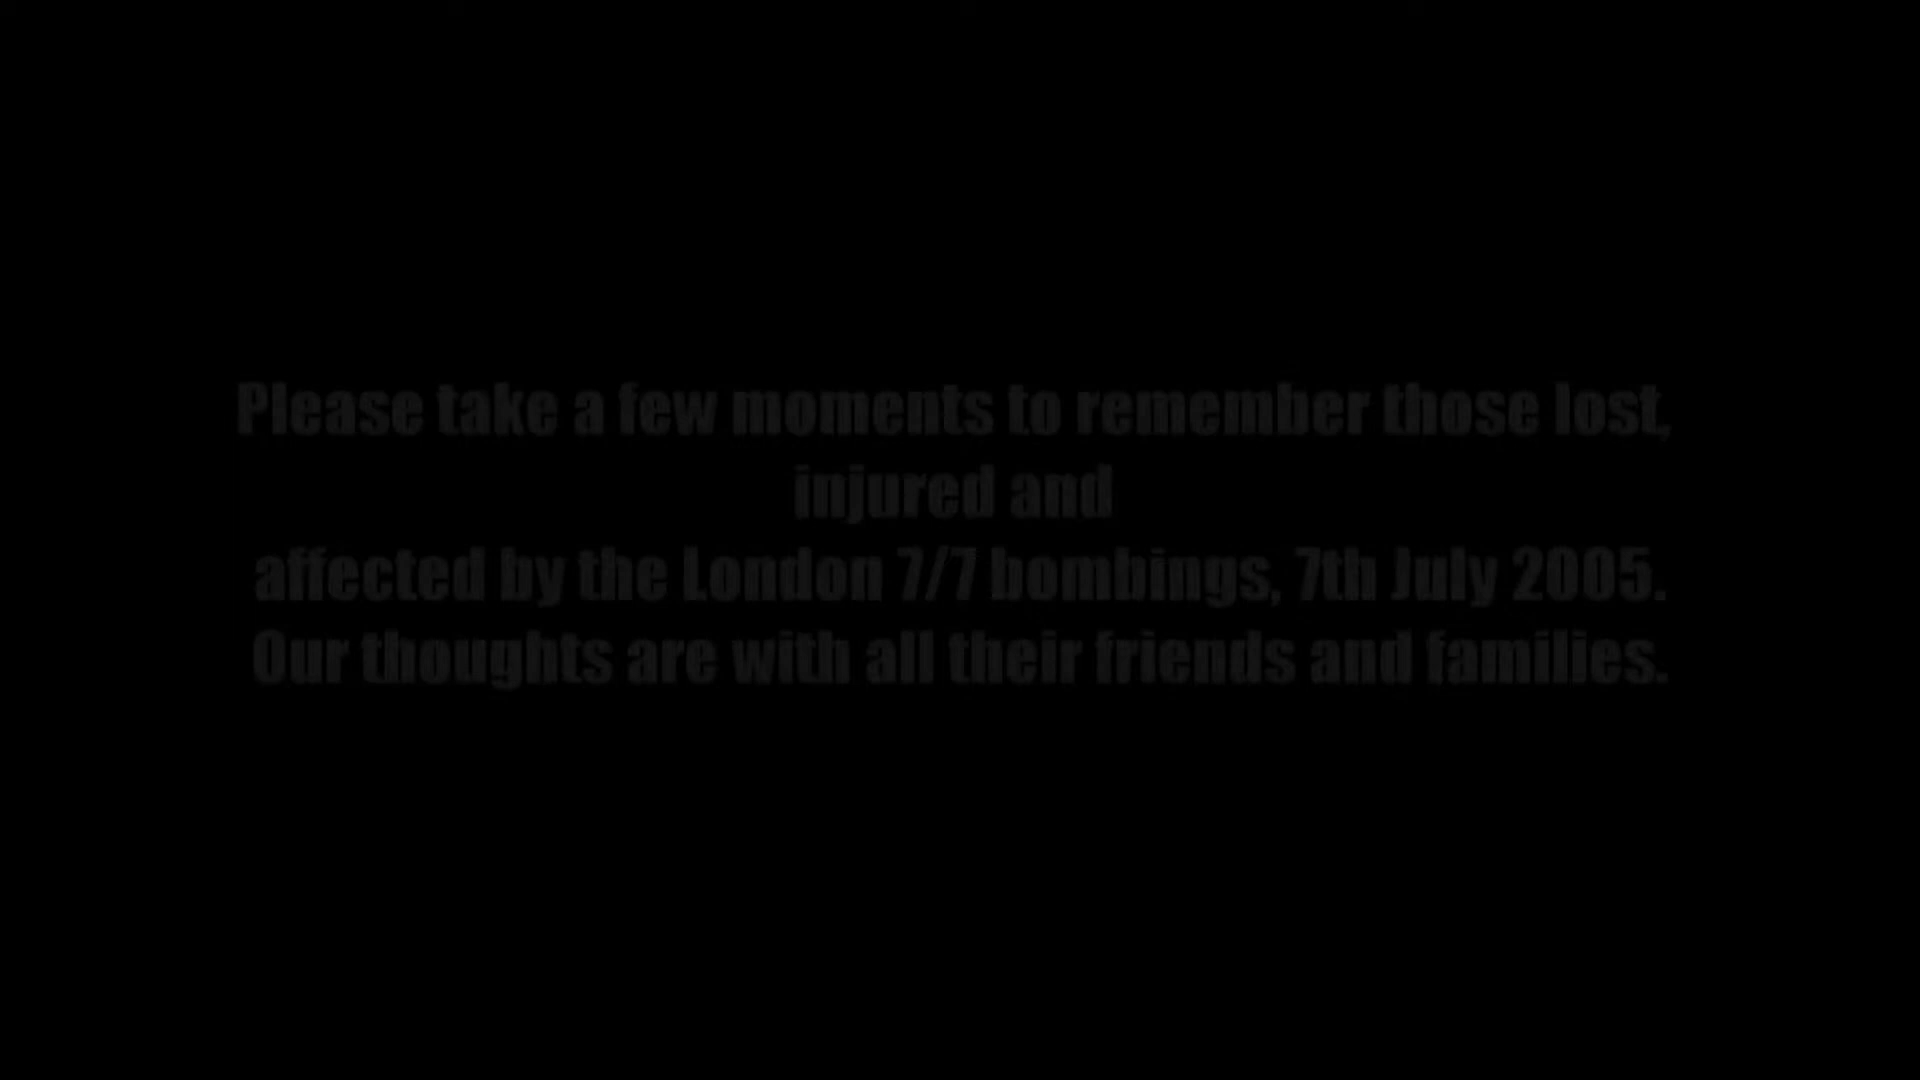 Please take a few moments to remember those lost,
injured and
affected by the London 7/7 bombings, 7th July 2005.
Our thoughts are with all their friends and families.